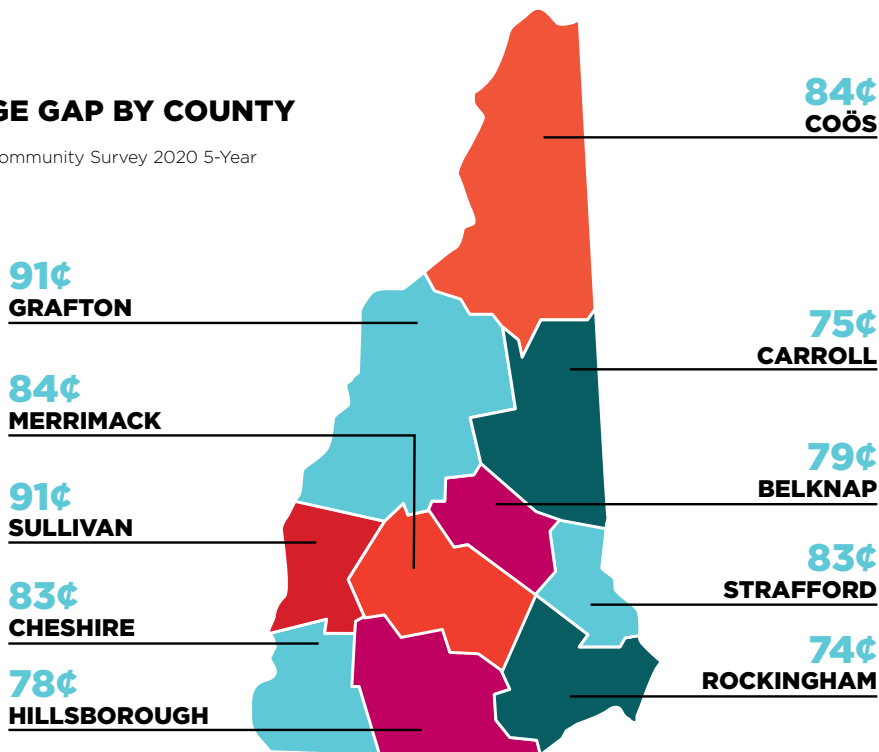 GE GAP BY COUNTY
ommunity Survey 2020 5-Year
84¢
COÖS
91¢
GRAFTON
75¢
CARROLL
84¢
MERRIMACK
79¢
BELKNAP
91¢
SULLIVAN
83¢
STRAFFORD
83¢
CHESHIRE
74¢
ROCKINGHAM
78¢
HILLSBOROUGH